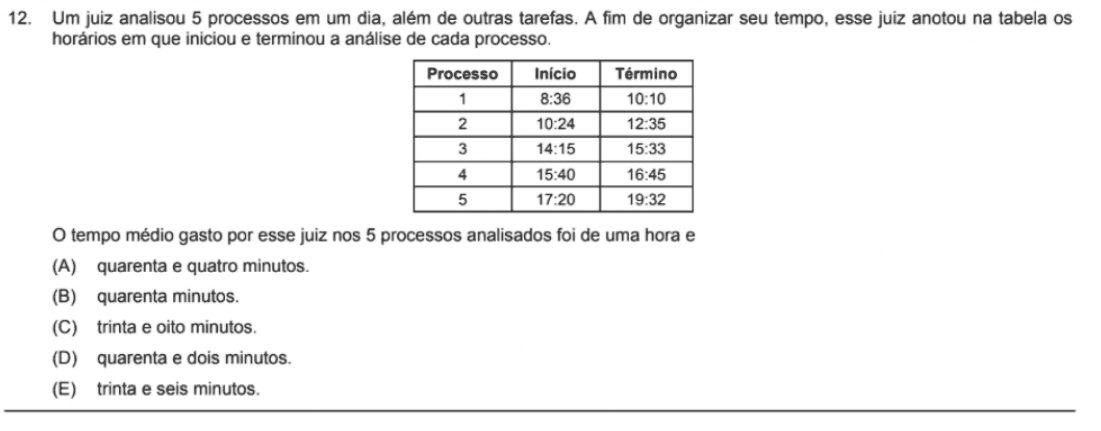 12. Um juiz analisou 5 processos em um dia, além de outras tarefas. A fim de organizar seu tempo, esse juiz anotou na tabela os
horários em que iniciou e terminou a análise de cada processo.
Processo Início Término
1 8:36 10:10
2 10:24 12:35
3 14:15 15:33
4 15:40 16:45
5 17:20 19:32
O tempo médio gasto por esse juiz nos 5 processos analisados foi de uma hora e
(A) quarenta e quatro minutos.
(B) quarenta minutos.
(C) trinta e oito minutos.
(D) quarenta e dois minutos.
(E) trinta e seis minutos.